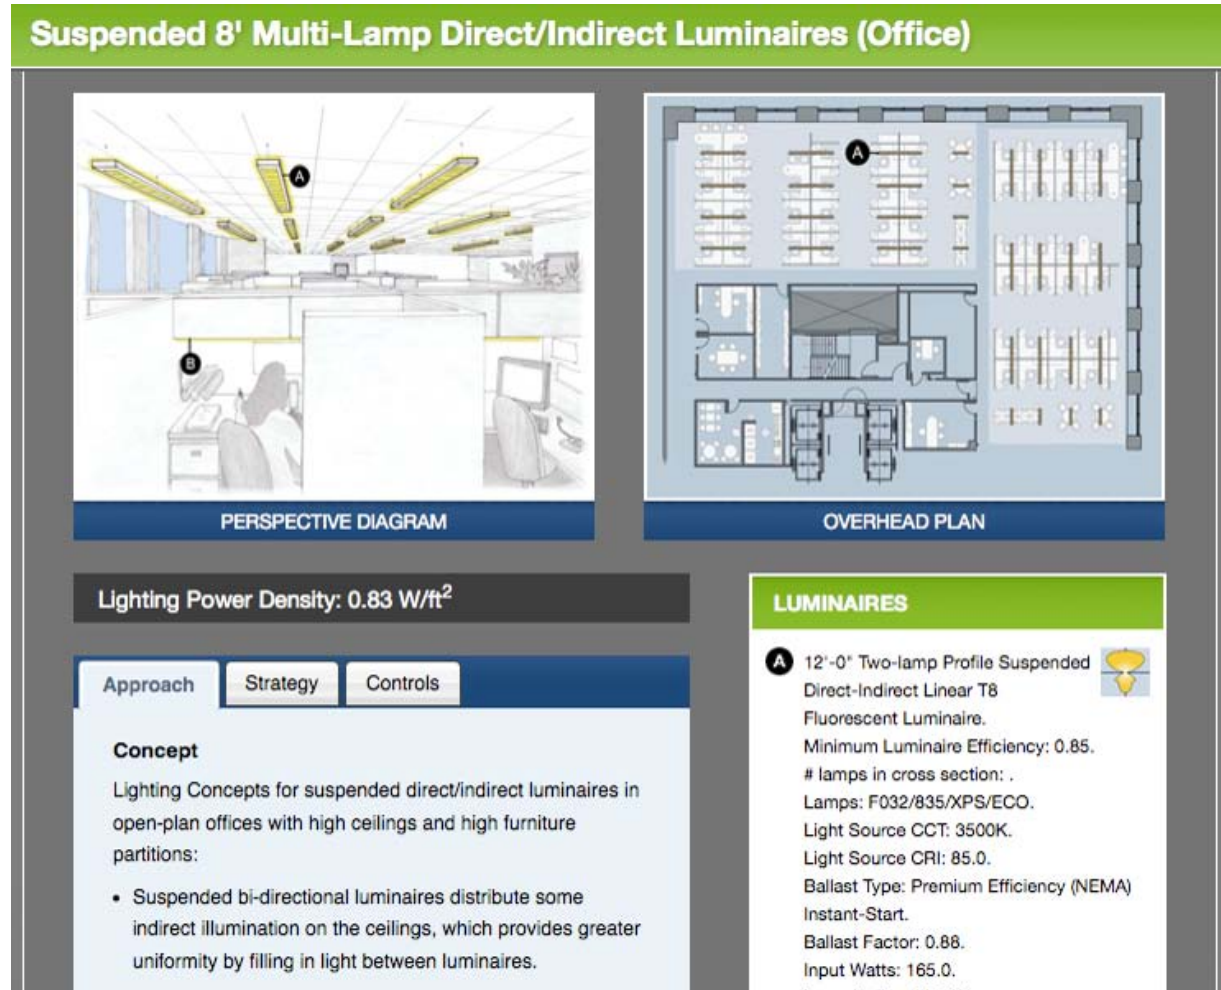 Suspended 8' Multi-Lamp Direct/Indirect Luminaires (Office)
A
B
PERSPECTIVE DIAGRAM
A
OVERHEAD PLAN
Lighting Power Density: 0.83 W/ft²
Approach
Strategy
Controls
Concept
Lighting Concepts for suspended direct/indirect luminaires in
open-plan offices with high ceilings and high furniture
partitions:
• Suspended bi-directional luminaires distribute some
indirect illumination on the ceilings, which provides greater
uniformity by filling in light between luminaires.
LUMINAIRES
A 12'-0" Two-lamp Profile Suspended
Direct-Indirect Linear T8
Fluorescent Luminaire.
Minimum Luminaire Efficiency: 0.85.
# lamps in cross section: .
Lamps: F032/835/XPS/ECO.
Light Source CCT: 3500K.
Light Source CRI: 85.0.
Ballast Type: Premium Efficiency (NEMA)
Instant-Start.
Ballast Factor: 0.88.
Input Watts: 165.0.